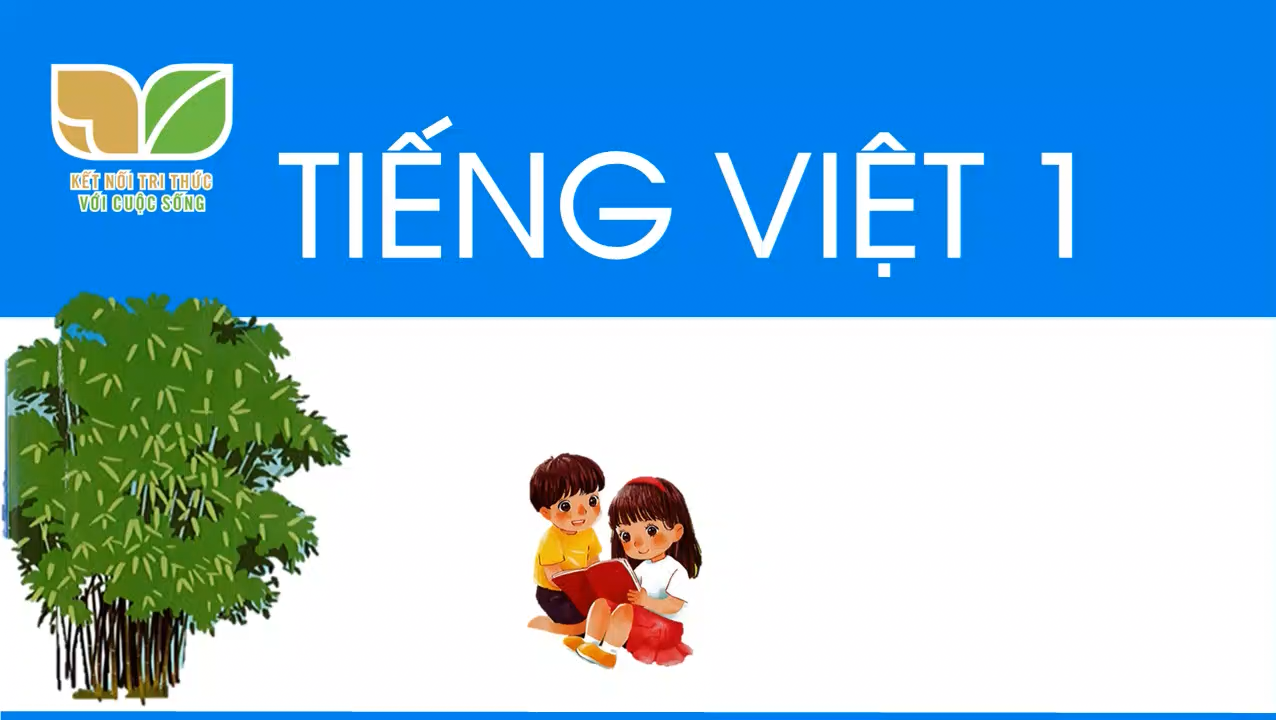 KẾT NỐI TRI THỨC
VỚI CUỘC SỐNG
TIẾNG VIỆT 1